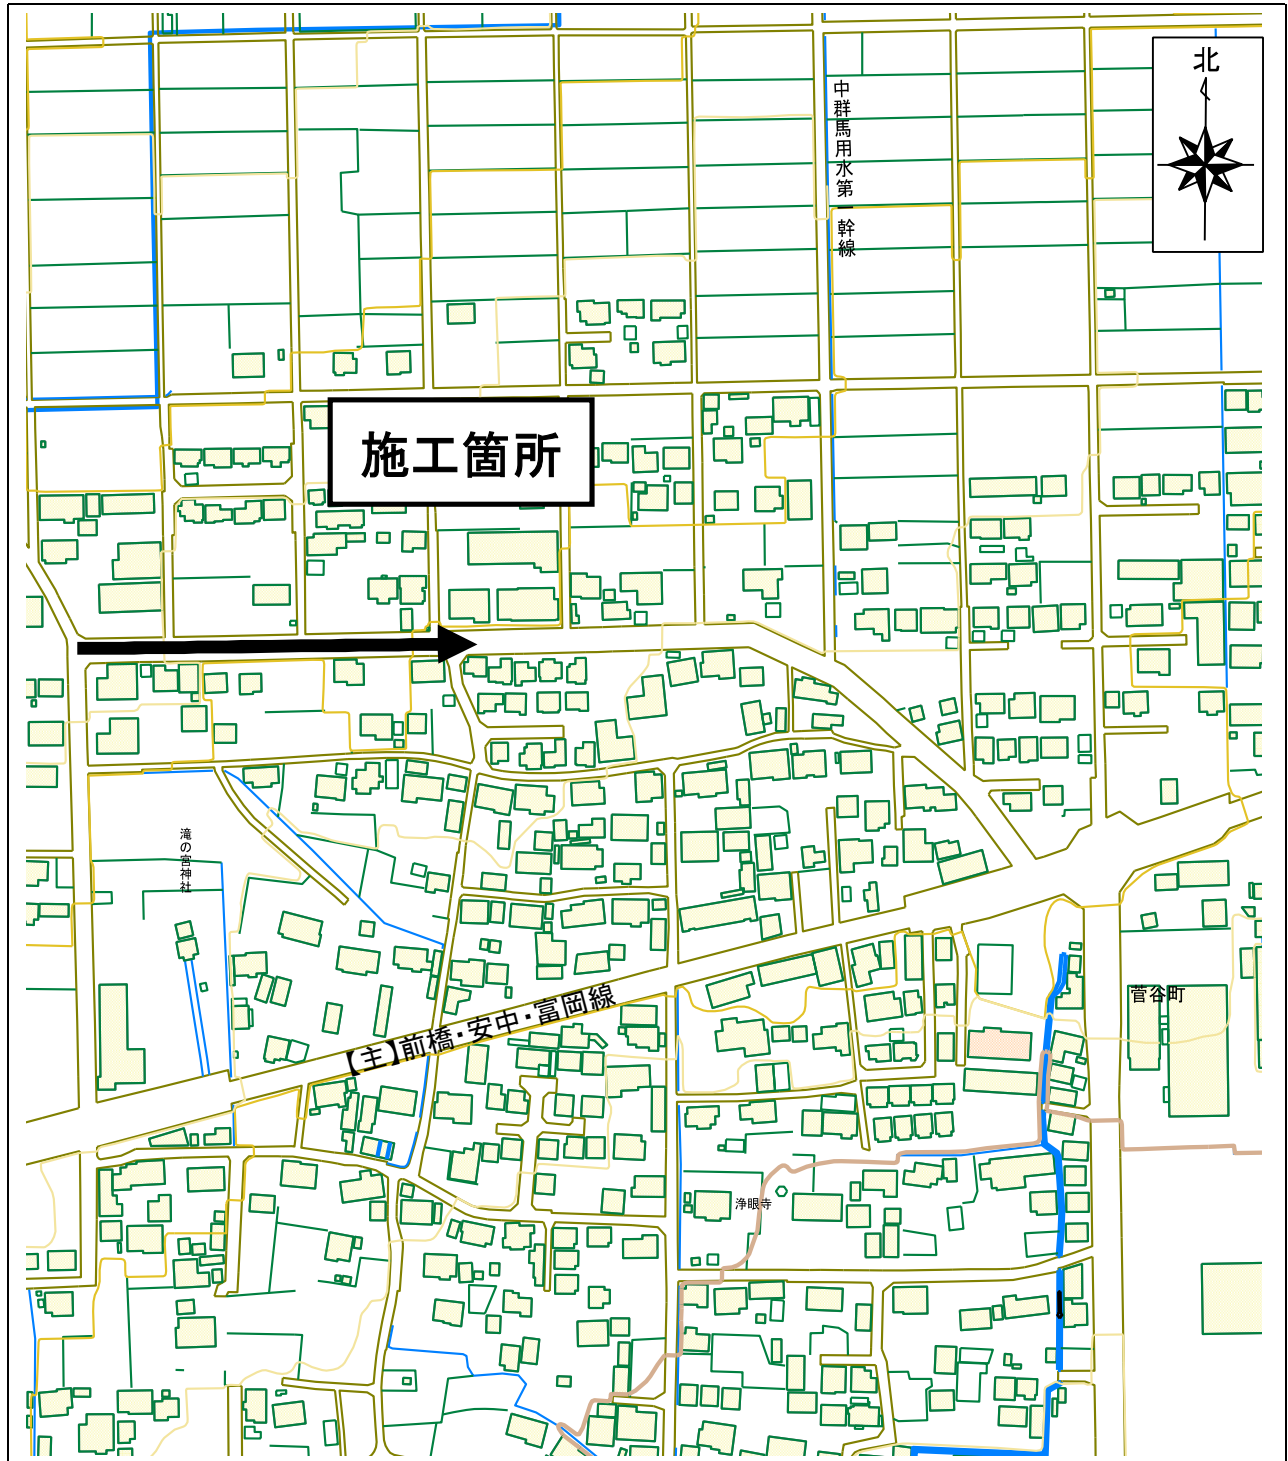 北
中群馬用水第一幹線
施工箇所
滝の宮神社
【主】前橋・安中・富岡線
菅谷町
浄眼寺